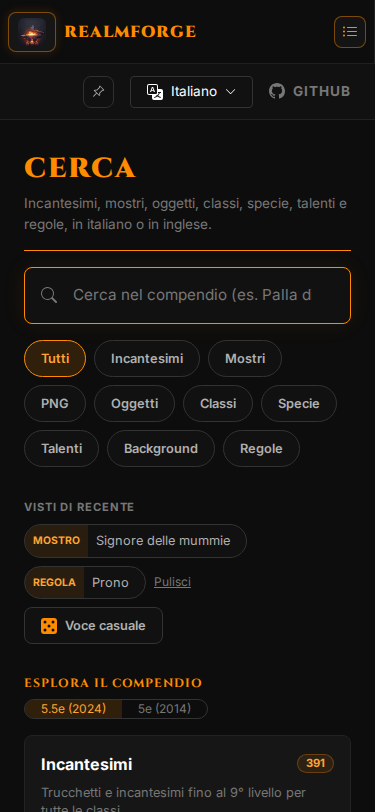 REALMFORGE
Italiano
GITHUB
CERCA
Incantesimi, mostri, oggetti, classi, specie, talenti e
regole, in italiano o in inglese.
Cerca nel compendio (es. Palla d
Tutti
Incantesimi
Mostri
PNG
Oggetti
Classi
Specie
Talenti
Background
Regole
VISTI DI RECENTE
MOSTRO Signore delle mummie
REGOLA Prono
Pulisci
Voce casuale
ESPLORA IL COMPENDIO
5.5e (2024)
5e (2014)
Incantesimi
391
Trucchetti e incantesimi fino al 9° livello per
tutte le classi.